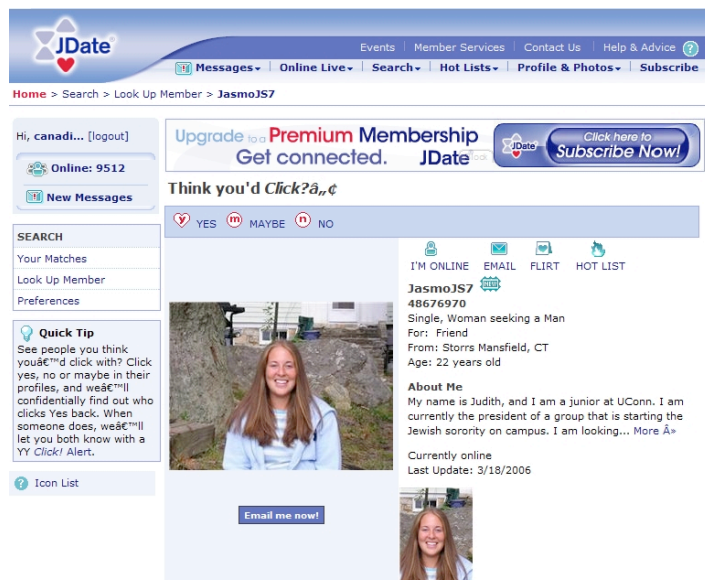 JDate®
Events | Member Services | Contact Us | Help & Advice ?
Messages | Online Live | Search | Hot Lists | Profile & Photos | Subscribe
Home > Search > Look Up Member > JasmoJS7
Hi, canadi... [logout]
Online: 9512
New Messages
SEARCH
Your Matches
Look Up Member
Preferences
Quick Tip
See people you think
youâ€™d click with? Click
yes, no or maybe in their
profiles, and weâ€™ll
confidentially find out who
clicks Yes back. When
someone does, weâ€™ll
let you both know with a
YY Click! Alert.
? Icon List
Upgrade to a Premium Membership
Get connected. JDate
JDate
Click here to
Subscribe Now!
Think you'd Click?â„¢
y YES m MAYBE n NO
I'M ONLINE EMAIL FLIRT HOT LIST
JasmoJS7
48676970
Single, Woman seeking a Man
For: Friend
From: Storrs Mansfield, CT
Age: 22 years old
About Me
My name is Judith, and I am a junior at UConn. I am
currently the president of a group that is starting the
Jewish sorority on campus. I am looking... More Â»
Currently online
Last Update: 3/18/2006
Email me now!